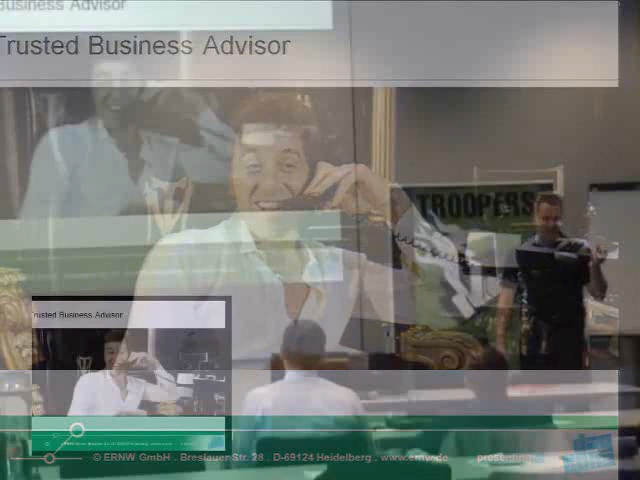 Business Advisor
Trusted Business Advisor
TROOPERS
Trusted Business Advisor
© ERNW GmbH . Breslauer Str. 28 . D-69124 Heidelberg . www.ernw.de
presenting